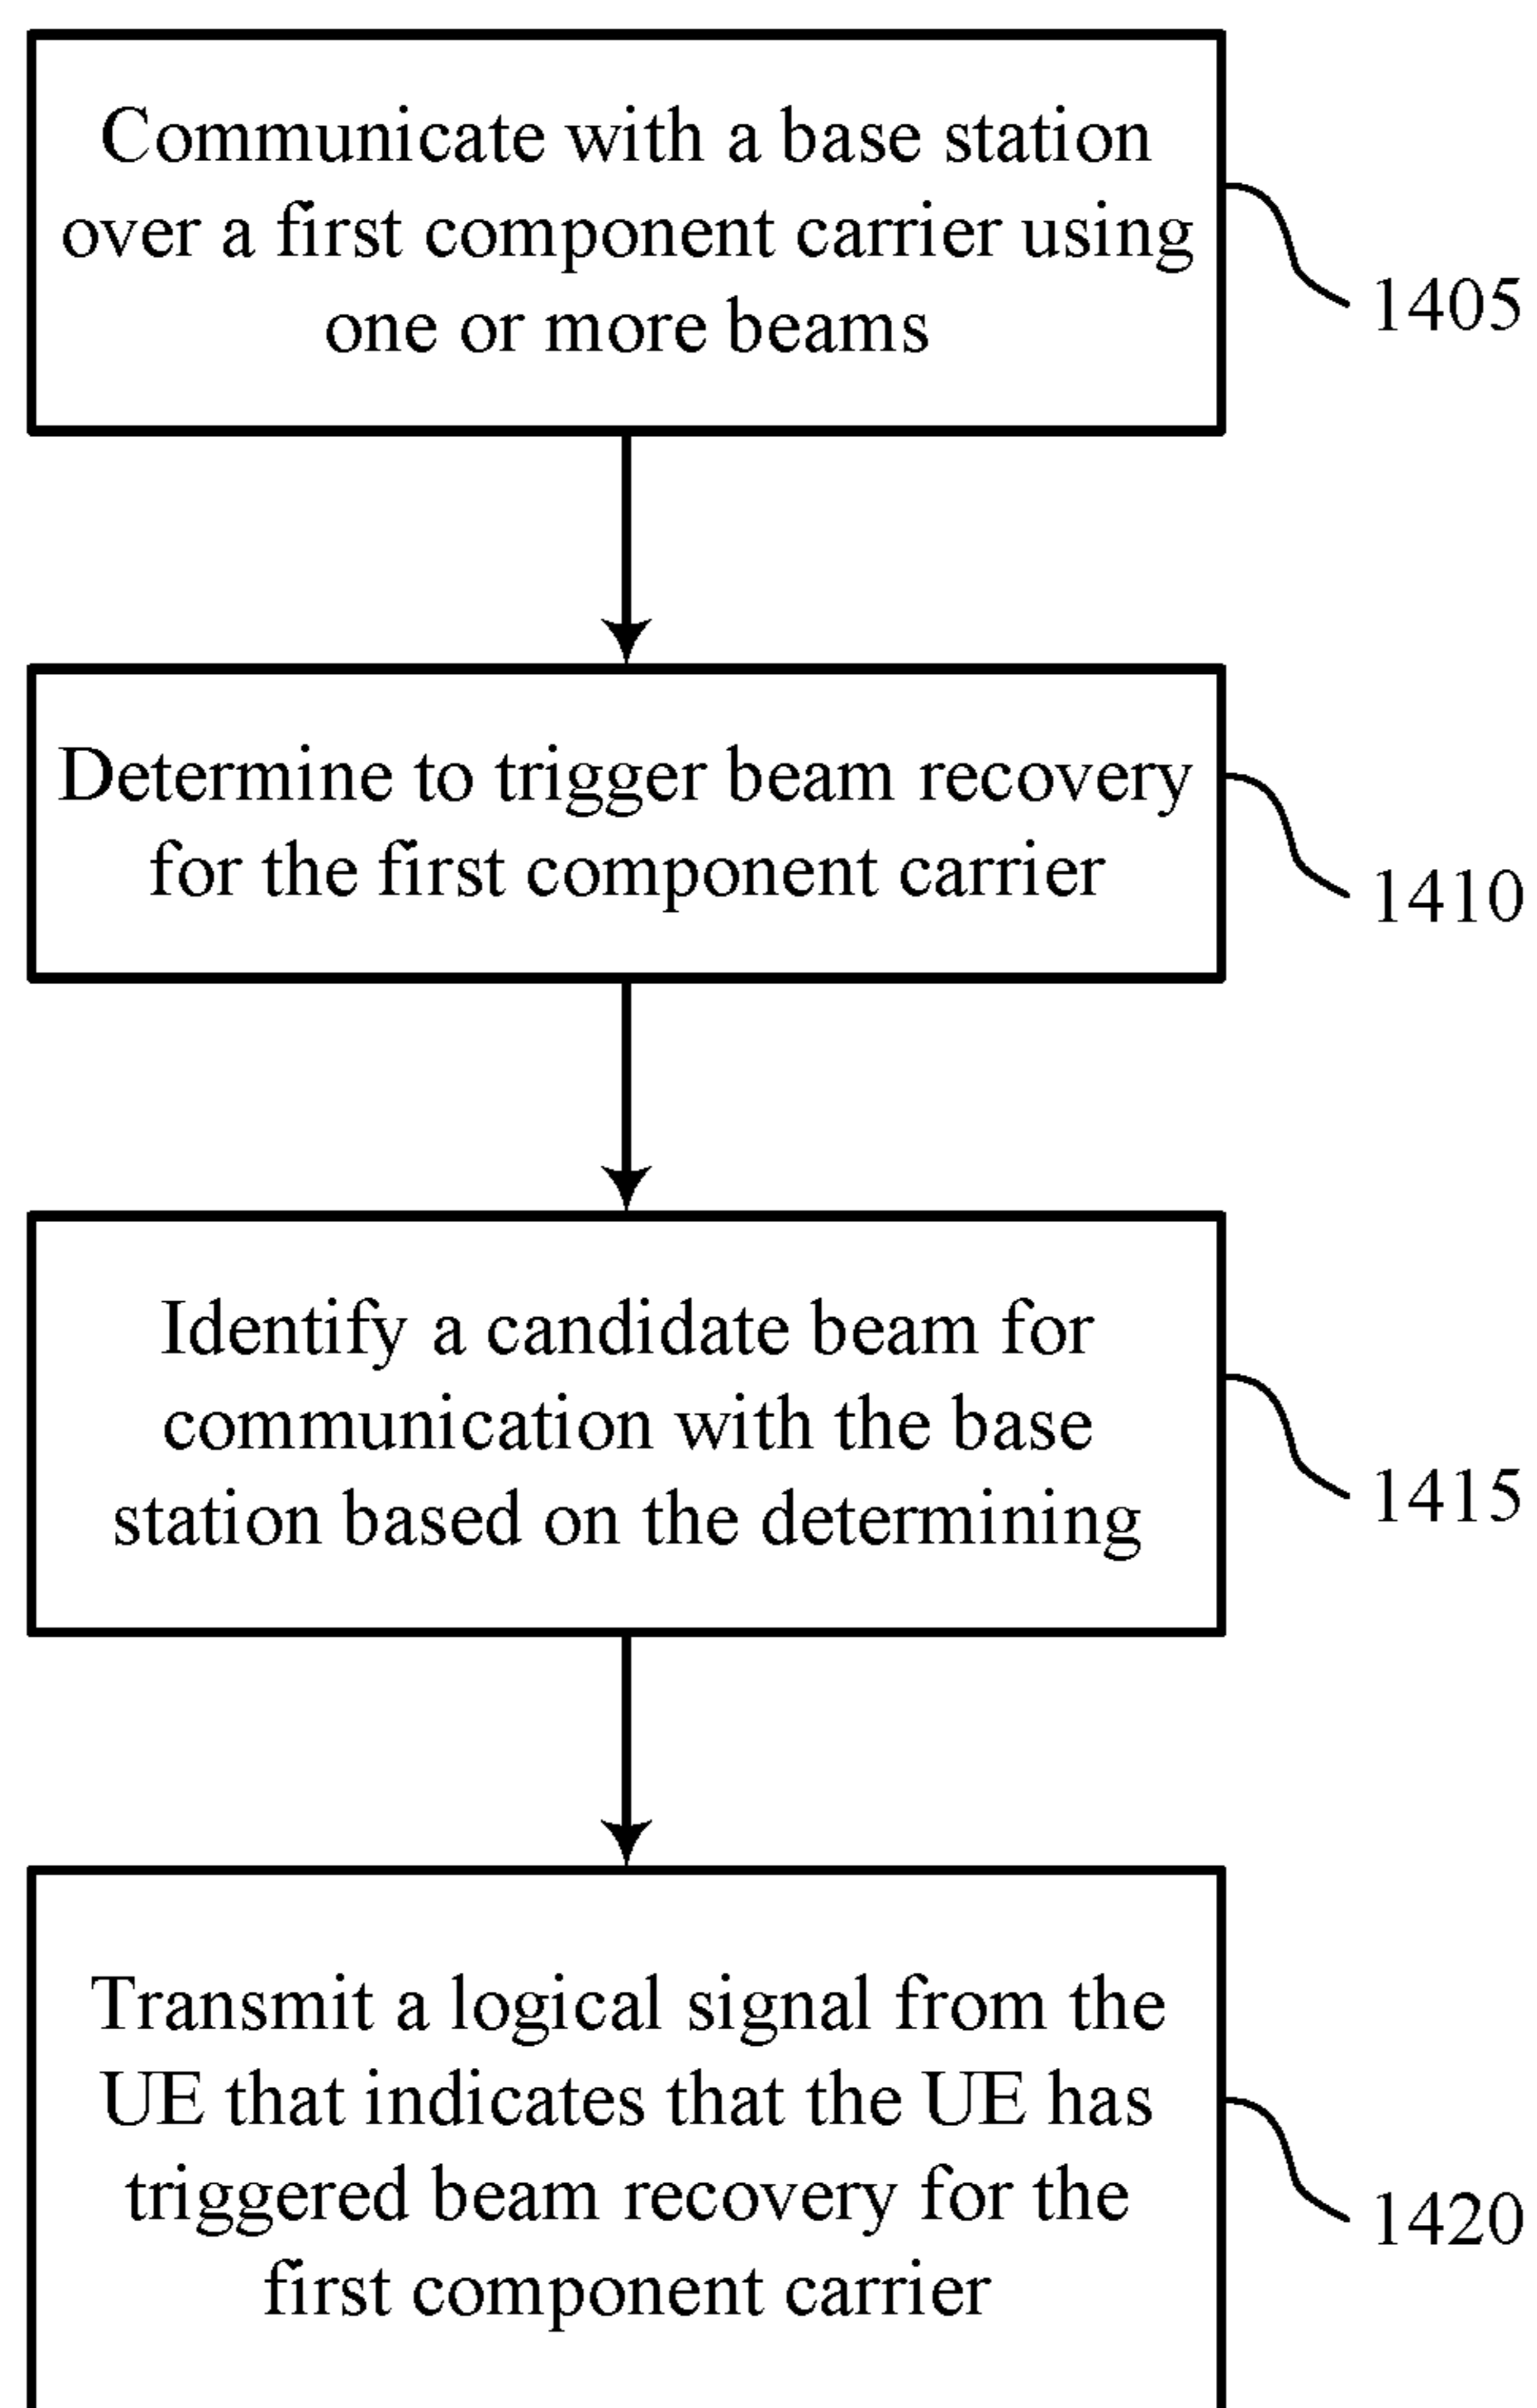 Communicate with a base station
over a first component carrier using
one or more beams
1405
Determine to trigger beam recovery
for the first component carrier
1410
Identify a candidate beam for
communication with the base
station based on the determining
1415
Transmit a logical signal from the
UE that indicates that the UE has
triggered beam recovery for the
first component carrier
1420